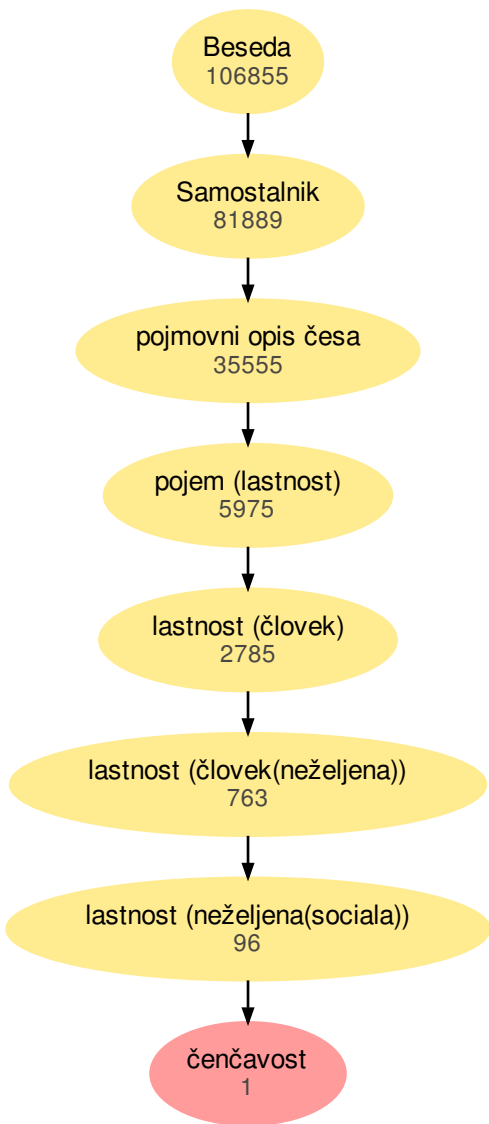 Beseda
106855
Samostalnik
81889
pojmovni opis česa
35555
pojem (lastnost)
5975
lastnost (človek)
2785
lastnost (človek(neželjena))
763
lastnost (neželjena(sociala))
96
čenčavost
1